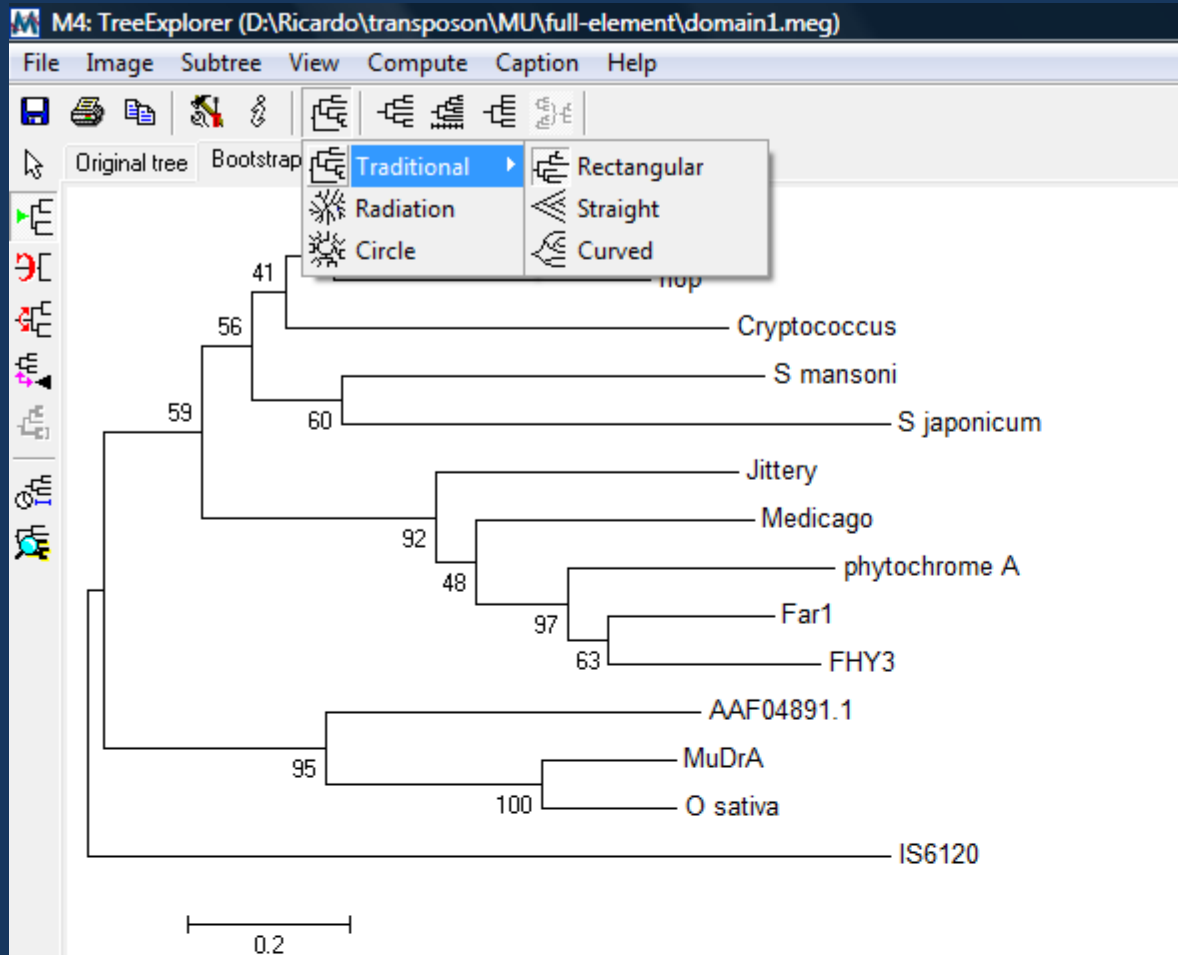 M4: TreeExplorer (D:\Ricardo\transposon\MU\full-element\domain1.meg)
File Image Subtree View Compute Caption Help
Original tree Bootstrap
Traditional Rectangular
Radiation Straight
Circle Curved
41
hop
56 Cryptococcus
S mansoni
59
60 S japonicum
Jittery
92 Medicago
48 phytochrome A
97 Far1
63 FHY3
AAF04891.1
95 MuDrA
100 O sativa
IS6120
0.2